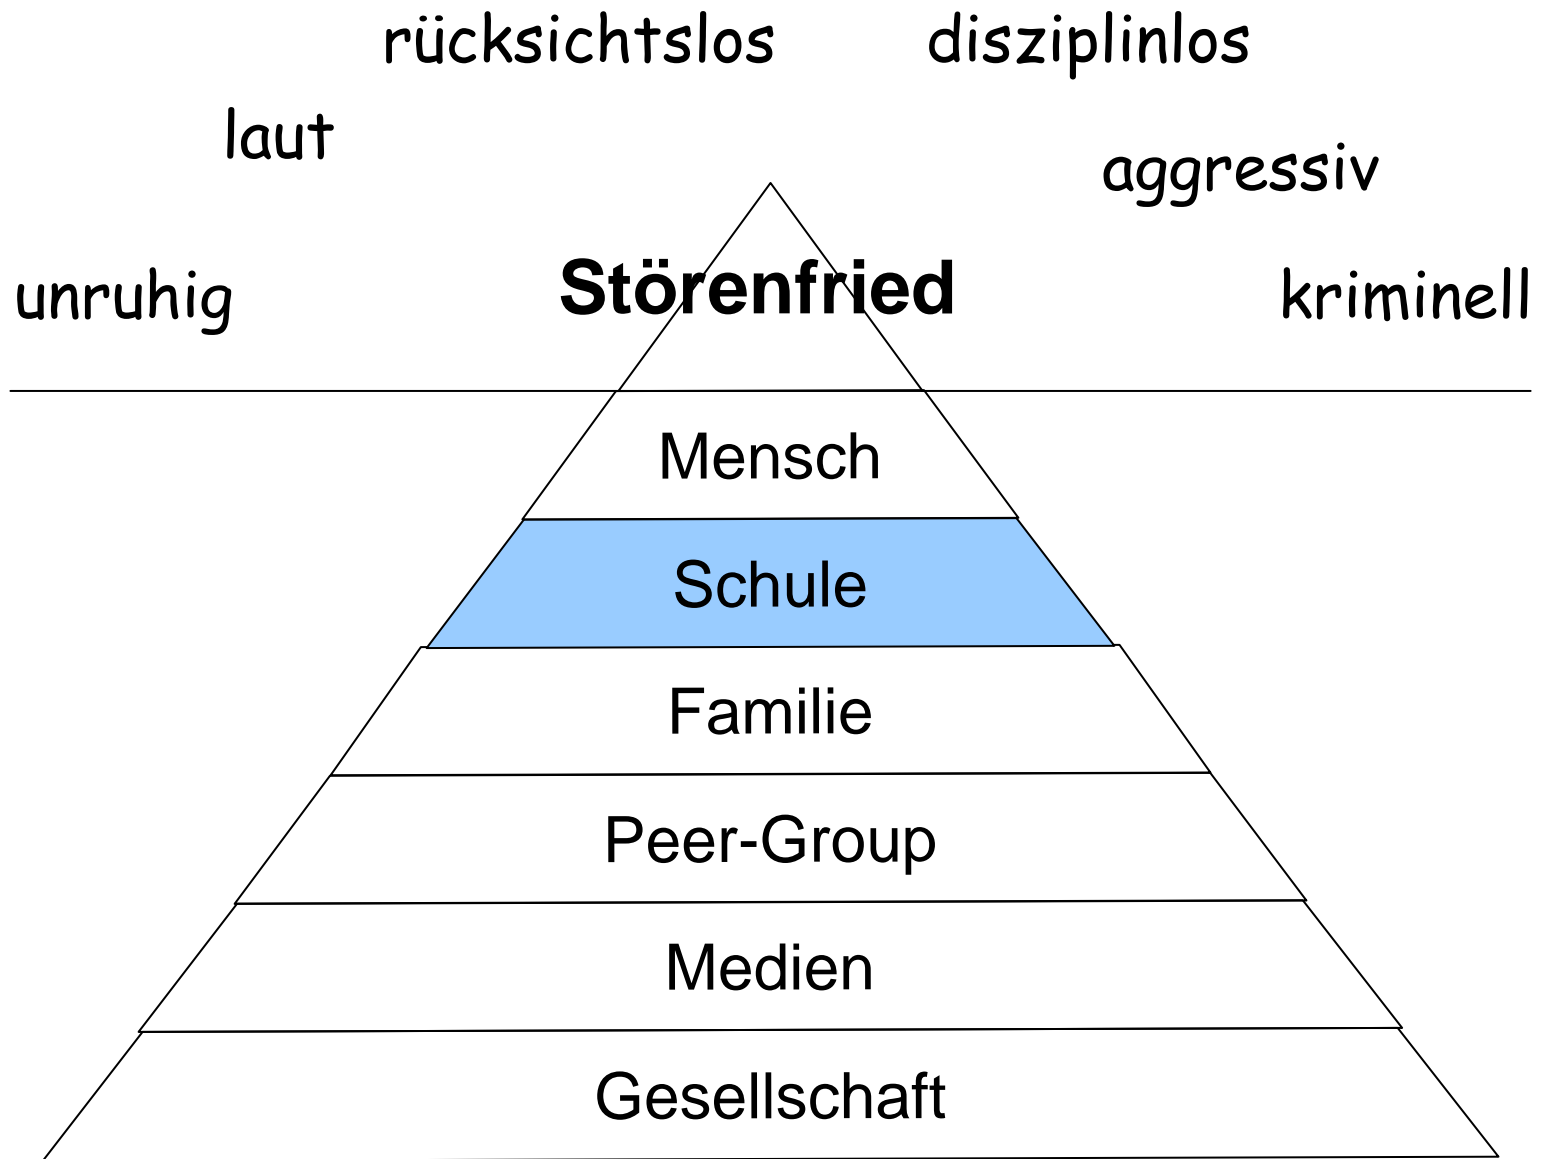 rücksichtslos disziplinlos
laut
aggressiv
unruhig Störenfried kriminell
Mensch
Schule
Familie
Peer-Group
Medien
Gesellschaft